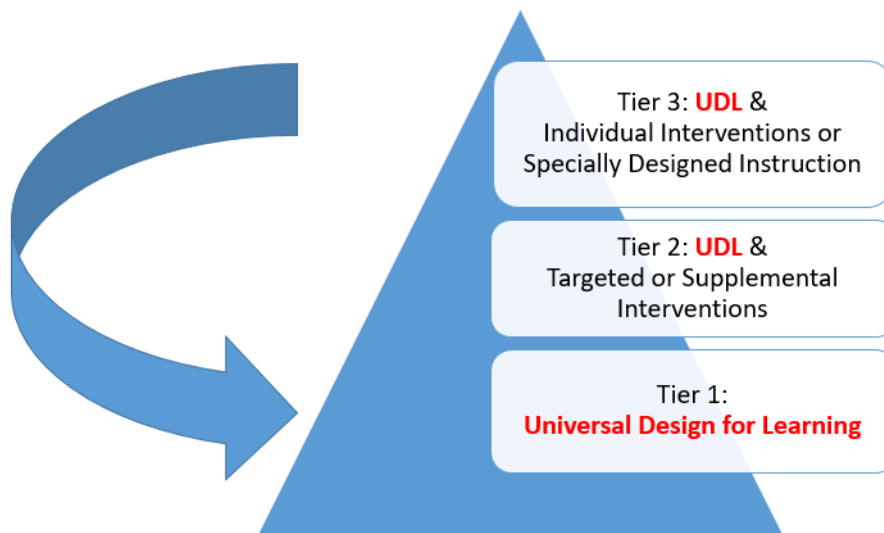 Tier 3: UDL &
Individual Interventions or
Specially Designed Instruction
Tier 2: UDL &
Targeted or Supplemental
Interventions
Tier 1:
Universal Design for Learning